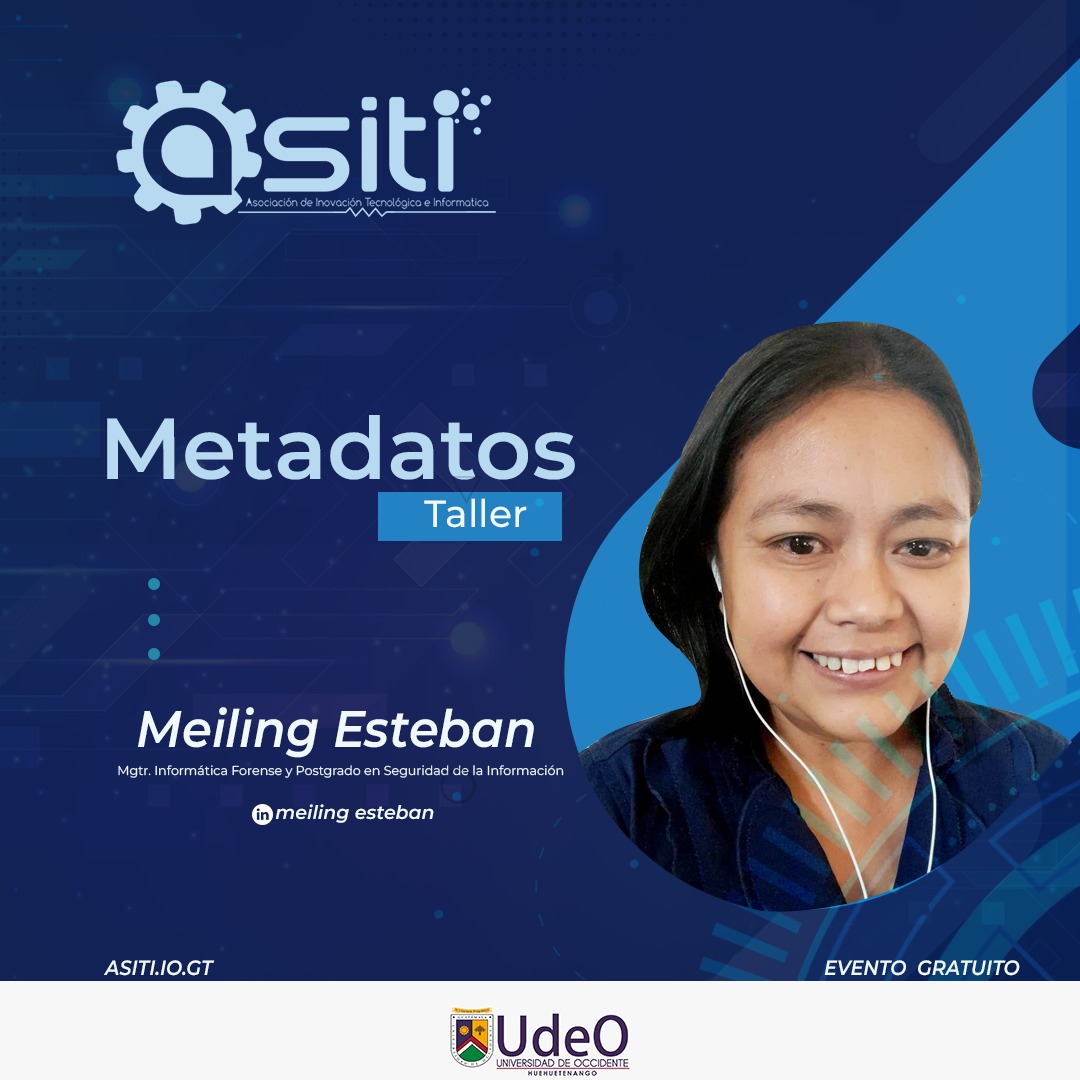 asiti
Asociación de Inovación Tecnológica e Informatica
Metadatos
Taller
Meiling Esteban
Mgtr. Informática Forense y Postgrado en Seguridad de la Información
in meiling esteban
ASITI.IO.GT
EVENTO GRATUITO
UdeO
UNIVERSIDAD DE OCCIDENTE
HUEHUETENANGO